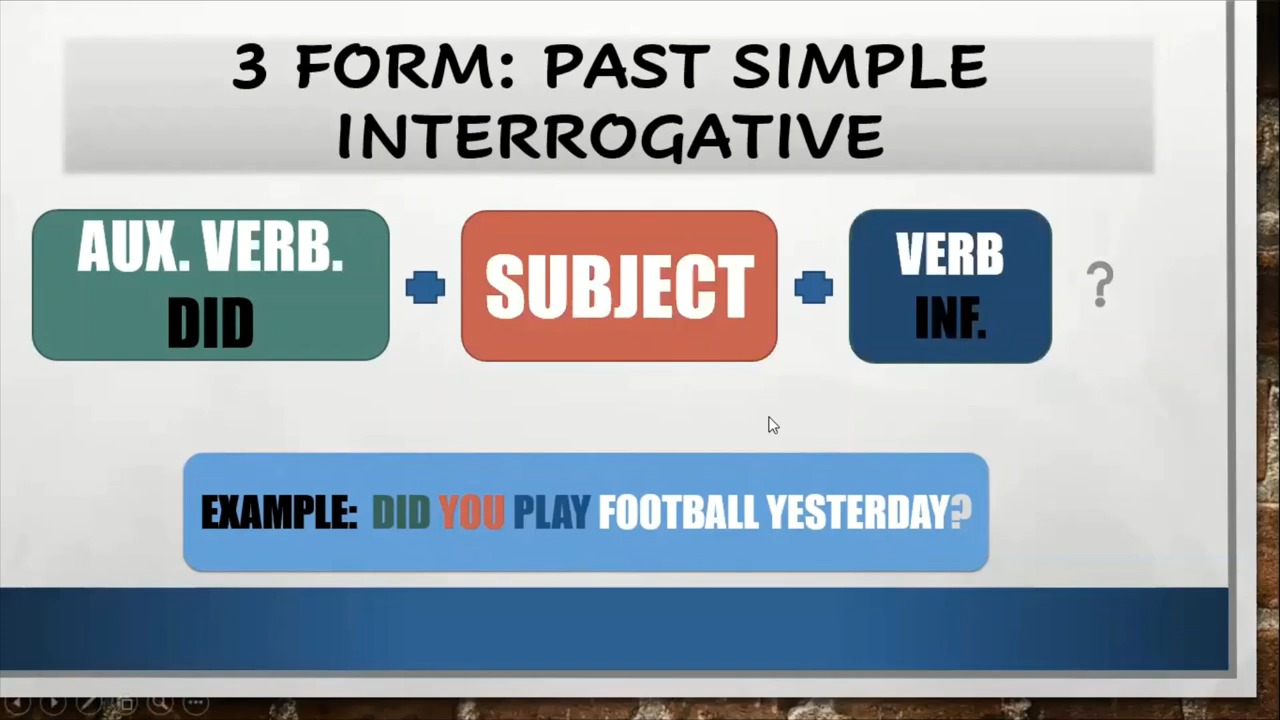 3 FORM: PAST SIMPLE
INTERROGATIVE
AUX. VERB.
DID
SUBJECT
VERB
INF.
?
EXAMPLE: DID YOU PLAY FOOTBALL YESTERDAY?